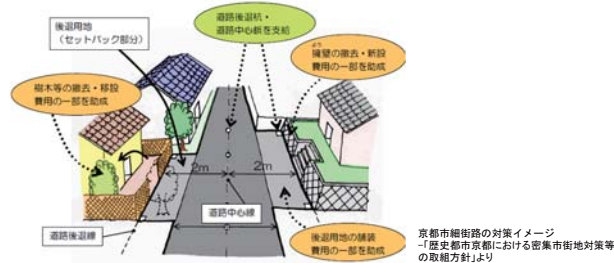 後退用地
（セットバック部分）
道路後退杭・
道路中心鋲を支給
よう
擁壁の撤去・新設
費用の一部を助成
樹木等の撤去・移設
費用の一部を助成
2m
2m
道路中心線
道路後退線
後退用地の舗装
費用の一部を助成
京都市細街路の対策イメージ
-「歴史都市京都における密集市街地対策等
の取組方針」より